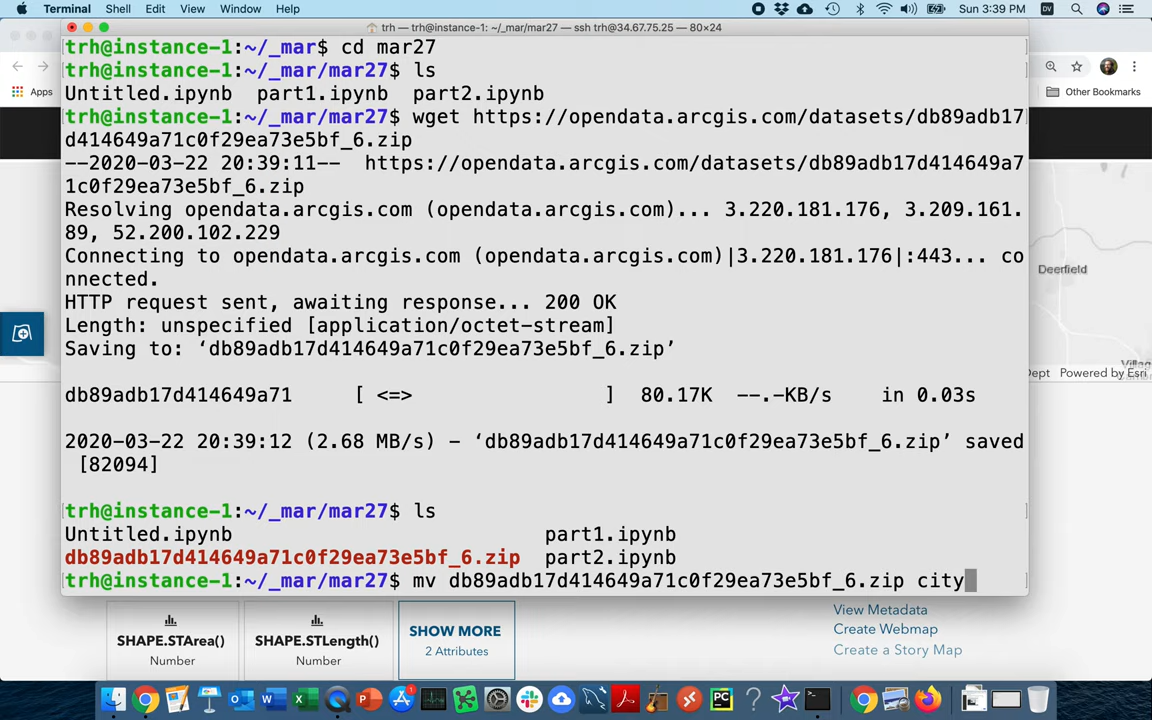 Terminal Shell Edit View Window Help Sun 3:39 PM DV
trh — trh@instance-1: ~/_mar/mar27 — ssh trh@34.67.75.25 — 80×24
trh@instance-1:~/_mar$ cd mar27
trh@instance-1:~/_mar/mar27$ ls
Apps Other Bookmarks
Untitled.ipynb part1.ipynb part2.ipynb
trh@instance-1:~/_mar/mar27$ wget https://opendata.arcgis.com/datasets/db89adb17
d414649a71c0f29ea73e5bf_6.zip
--2020-03-22 20:39:11-- https://opendata.arcgis.com/datasets/db89adb17d414649a7
1c0f29ea73e5bf_6.zip
Resolving opendata.arcgis.com (opendata.arcgis.com)... 3.220.181.176, 3.209.161.
89, 52.200.102.229
Connecting to opendata.arcgis.com (opendata.arcgis.com)|3.220.181.176|:443... co
nnected.
Deerfield
HTTP request sent, awaiting response... 200 OK
Length: unspecified [application/octet-stream]
Saving to: ‘db89adb17d414649a71c0f29ea73e5bf_6.zip’
Dept Powered by Esri
db89adb17d414649a71 [ <=> ] 80.17K --.-KB/s in 0.03s
2020-03-22 20:39:12 (2.68 MB/s) - ‘db89adb17d414649a71c0f29ea73e5bf_6.zip’ saved
[82094]
trh@instance-1:~/_mar/mar27$ ls
Untitled.ipynb part1.ipynb
db89adb17d414649a71c0f29ea73e5bf_6.zip part2.ipynb
trh@instance-1:~/_mar/mar27$ mv db89adb17d414649a71c0f29ea73e5bf_6.zip city
SHAPE.STArea()
Number
SHAPE.STLength()
Number
SHOW MORE
2 Attributes
View Metadata
Create Webmap
Create a Story Map